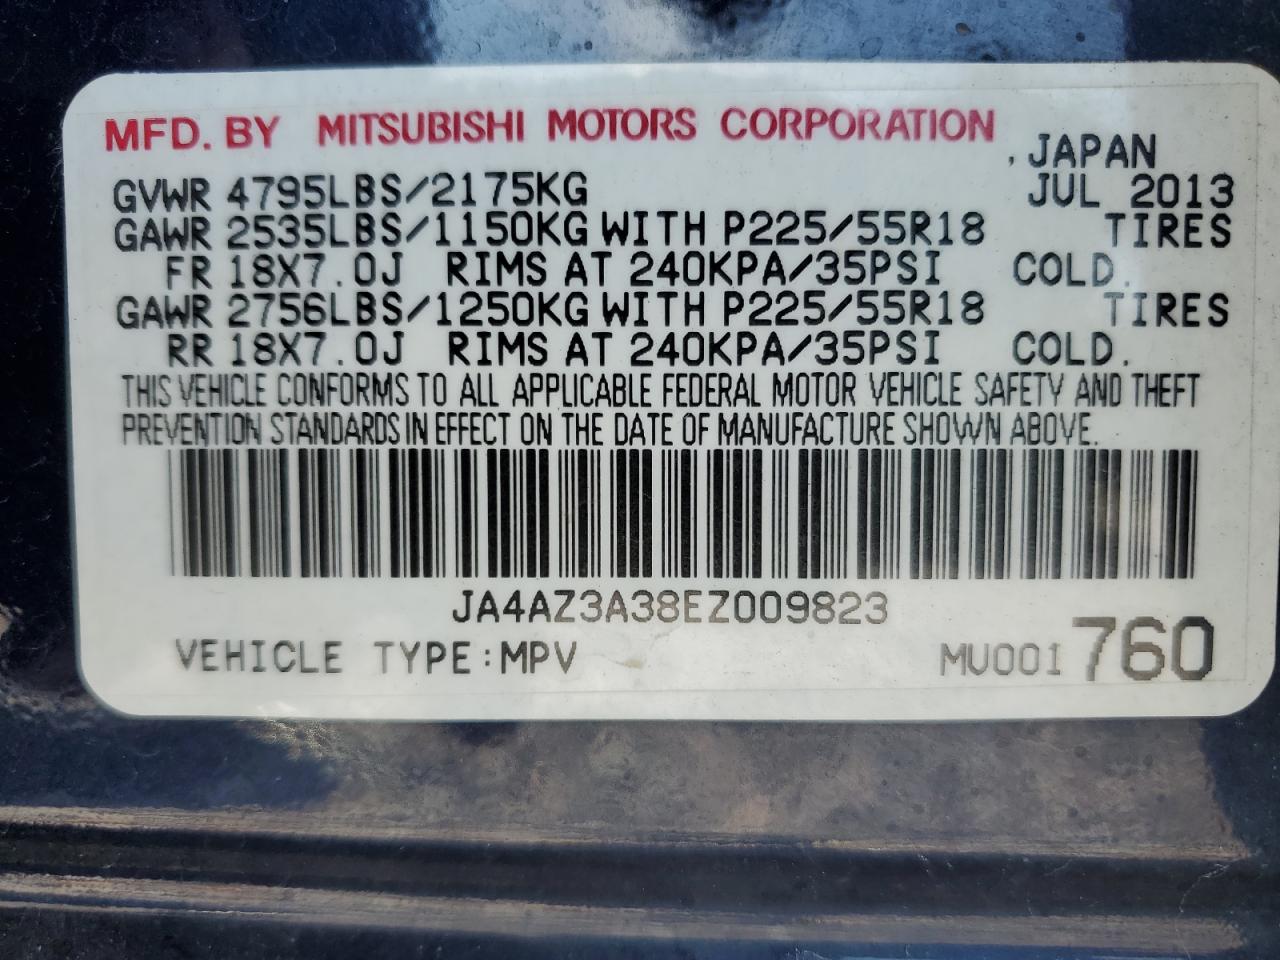 MFD. BY MITSUBISHI MOTORS CORPORATION
, JAPAN
GVWR 4795LBS/2175KG JUL 2013
GAWR 2535LBS/1150KG WITH P225/55R18 TIRES
FR 18X7.0J RIMS AT 240KPA/35PSI COLD.
GAWR 2756LBS/1250KG WITH P225/55R18 TIRES
RR 18X7.0J RIMS AT 240KPA/35PSI COLD.
THIS VEHICLE CONFORMS TO ALL APPLICABLE FEDERAL MOTOR VEHICLE SAFETY AND THEFT
PREVENTION STANDARDS IN EFFECT ON THE DATE OF MANUFACTURE SHOWN ABOVE.
JA4AZ3A38EZ009823
VEHICLE TYPE:MPV MU001 760